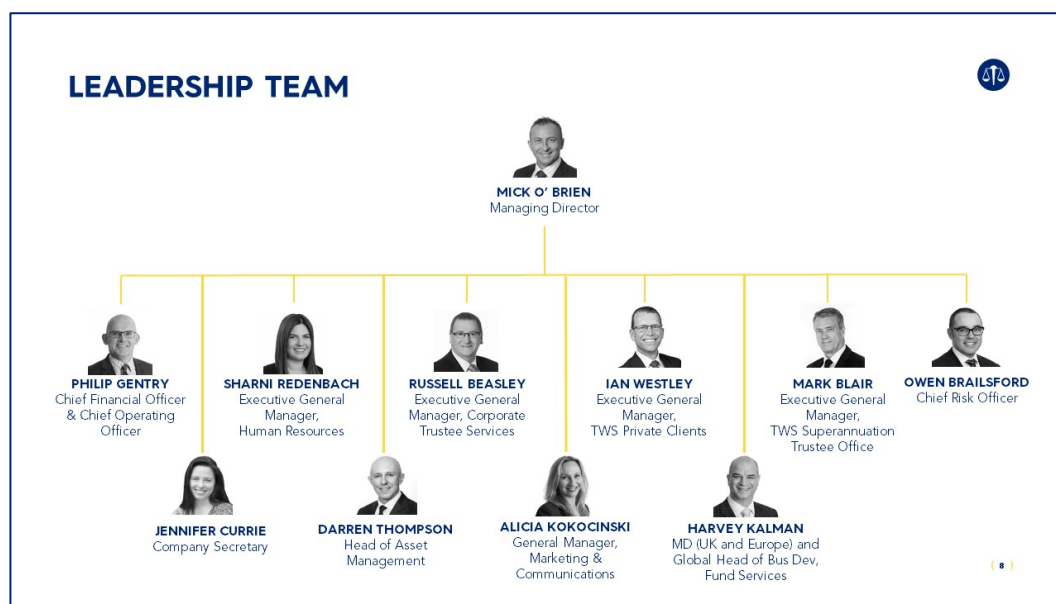 LEADERSHIP TEAM
MICK O’ BRIEN
Managing Director
PHILIP GENTRY
Chief Financial Officer
& Chief Operating
Officer
SHARNI REDENBACH
Executive General
Manager,
Human Resources
RUSSELL BEASLEY
Executive General
Manager, Corporate
Trustee Services
IAN WESTLEY
Executive General
Manager,
TWS Private Clients
MARK BLAIR
Executive General
Manager,
TWS Superannuation
Trustee Office
OWEN BRAILSFORD
Chief Risk Officer
JENNIFER CURRIE
Company Secretary
DARREN THOMPSON
Head of Asset
Management
ALICIA KOKOCINSKI
General Manager,
Marketing &
Communications
HARVEY KALMAN
MD (UK and Europe) and
Global Head of Bus Dev,
Fund Services
( 8 )